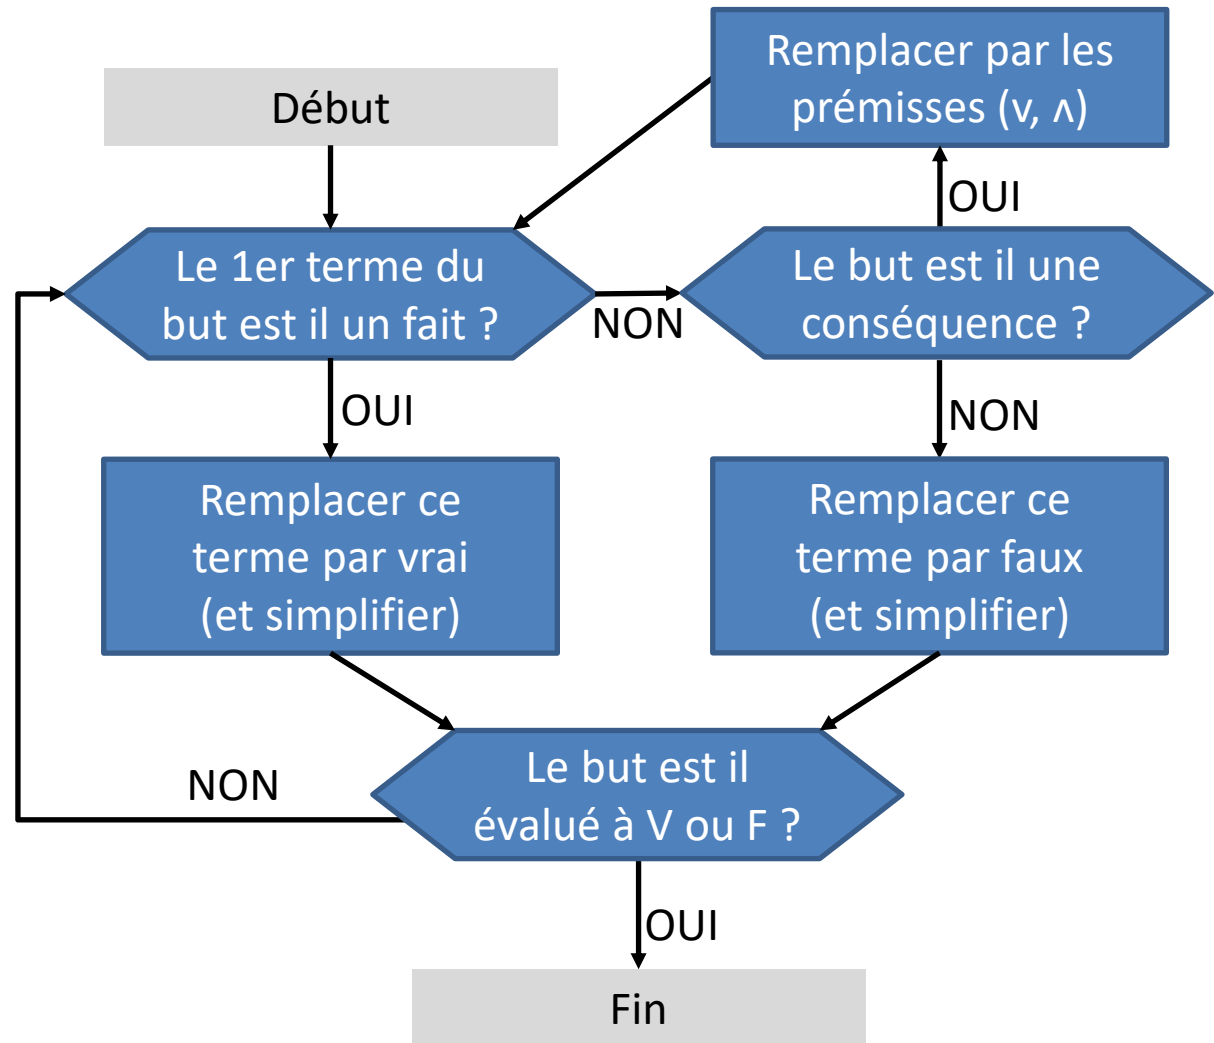 Début
Remplacer par les
prémisses (v, ʌ)
OUI
Le 1er terme du
but est il un fait ?
NON
Le but est il une
conséquence ?
OUI
NON
Remplacer ce
terme par vrai
(et simplifier)
Remplacer ce
terme par faux
(et simplifier)
NON
Le but est il
évalué à V ou F ?
OUI
Fin